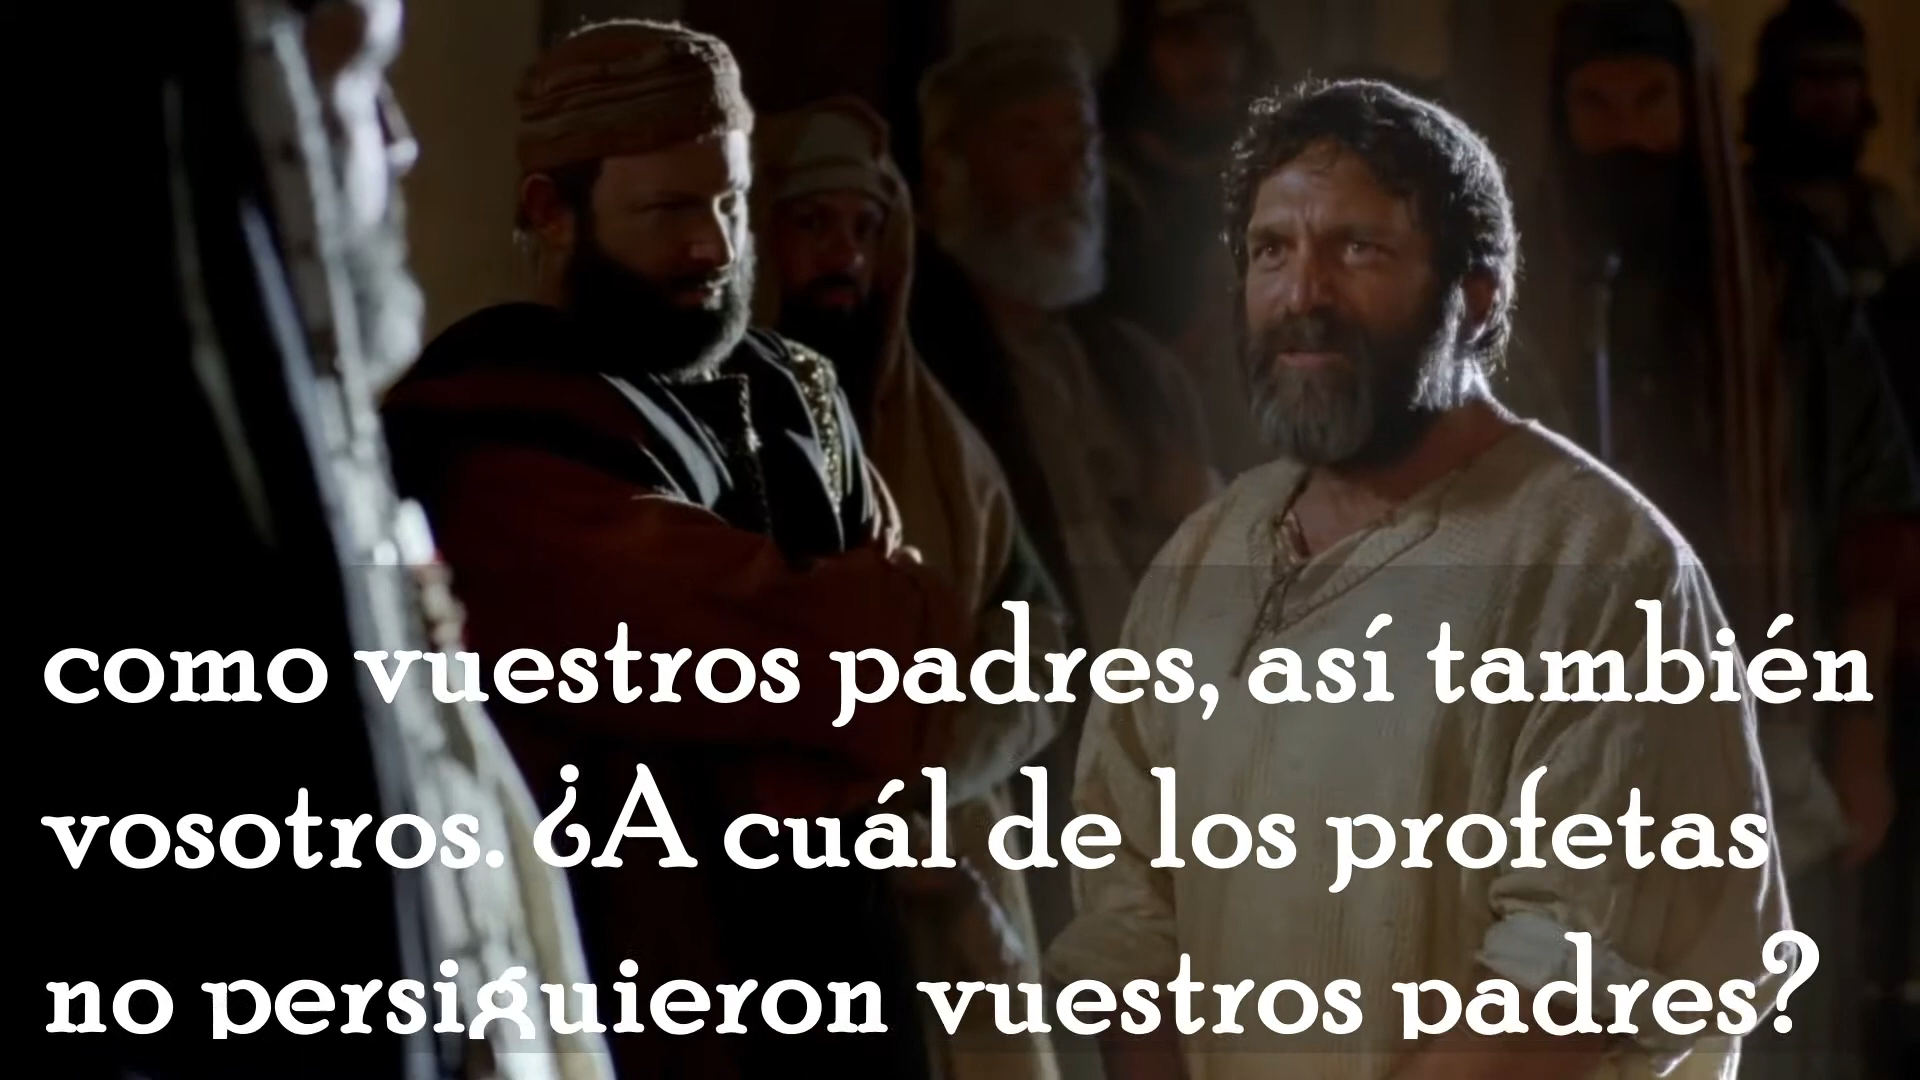 como vuestros padres, así también
vosotros. ¿A cuál de los profetas
no persiguieron vuestros padres?